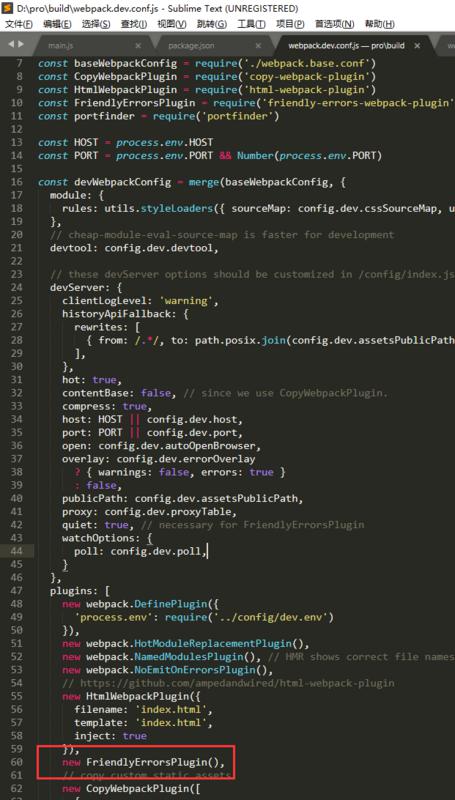 D:\pro\build\webpack.dev.conf.js - Sublime Text (UNREGISTERED)
文件(F) 编辑(E) 选择(S) 查找(I) 视图(V) 跳转(G) 工具(T) 项目(P) 首选项(N) 帮助(H)
main.js package.json webpack.dev.conf.js — pro\build
7 const baseWebpackConfig = require('./webpack.base.conf')
8 const CopyWebpackPlugin = require('copy-webpack-plugin')
9 const HtmlWebpackPlugin = require('html-webpack-plugin')
10 const FriendlyErrorsPlugin = require('friendly-errors-webpack-plugin'
11 const portfinder = require('portfinder')
12
13 const HOST = process.env.HOST
14 const PORT = process.env.PORT && Number(process.env.PORT)
15
16 const devWebpackConfig = merge(baseWebpackConfig, {
17 module: {
18 rules: utils.styleLoaders({ sourceMap: config.dev.cssSourceMap, u
19 },
20 // cheap-module-eval-source-map is faster for development
21 devtool: config.dev.devtool,
22
23 // these devServer options should be customized in /config/index.js
24 devServer: {
25 clientLogLevel: 'warning',
26 historyApiFallback: {
27 rewrites: [
28 { from: /.*/, to: path.posix.join(config.dev.assetsPublicPath
29 ],
30 },
31 hot: true,
32 contentBase: false, // since we use CopyWebpackPlugin.
33 compress: true,
34 host: HOST || config.dev.host,
35 port: PORT || config.dev.port,
36 open: config.dev.autoOpenBrowser,
37 overlay: config.dev.errorOverlay
38 ? { warnings: false, errors: true }
39 : false,
40 publicPath: config.dev.assetsPublicPath,
41 proxy: config.dev.proxyTable,
42 quiet: true, // necessary for FriendlyErrorsPlugin
43 watchOptions: {
44 poll: config.dev.poll,
45 }
46 },
47 plugins: [
48 new webpack.DefinePlugin({
49 'process.env': require('../config/dev.env')
50 }),
51 new webpack.HotModuleReplacementPlugin(),
52 new webpack.NamedModulesPlugin(), // HMR shows correct file names
53 new webpack.NoEmitOnErrorsPlugin(),
54 // https://github.com/ampedandwired/html-webpack-plugin
55 new HtmlWebpackPlugin({
56 filename: 'index.html',
57 template: 'index.html',
58 inject: true
59 }),
60 new FriendlyErrorsPlugin(),
61 // copy custom static assets
62 new CopyWebpackPlugin([